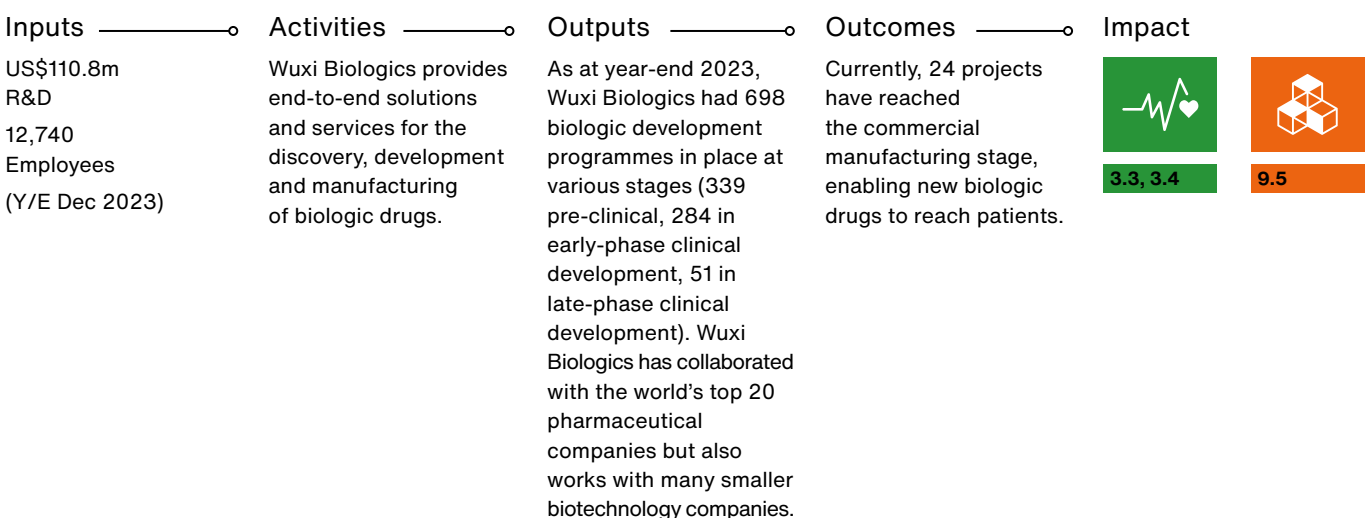 Inputs
US$110.8m
R&D
12,740
Employees
(Y/E Dec 2023)
Activities
Wuxi Biologics provides
end-to-end solutions
and services for the
discovery, development
and manufacturing
of biologic drugs.
Outputs
As at year-end 2023,
Wuxi Biologics had 698
biologic development
programmes in place at
various stages (339
pre-clinical, 284 in
early-phase clinical
development, 51 in
late-phase clinical
development). Wuxi
Biologics has collaborated
with the world’s top 20
pharmaceutical
companies but also
works with many smaller
biotechnology companies.
Outcomes
Currently, 24 projects
have reached
the commercial
manufacturing stage,
enabling new biologic
drugs to reach patients.
Impact
3.3, 3.4
9.5